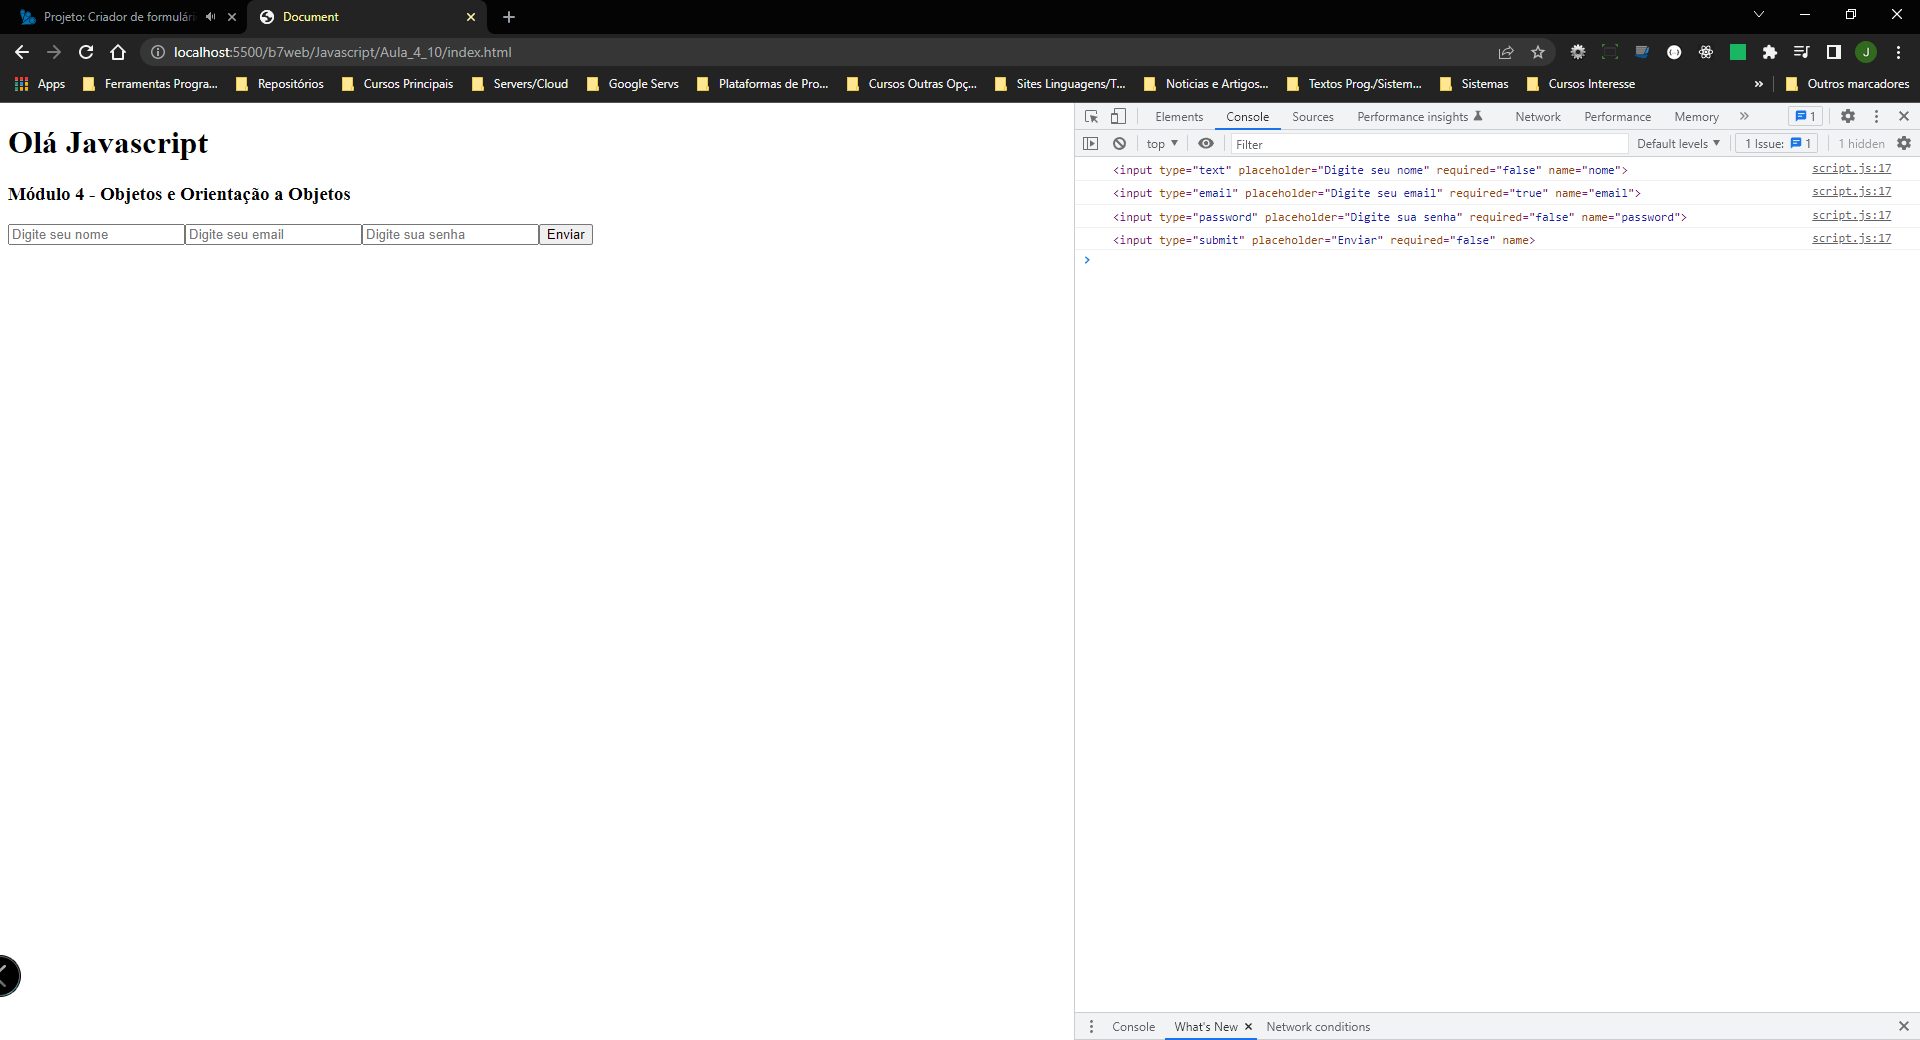 Projeto: Criador de formulári
Document
localhost:5500/b7web/Javascript/Aula_4_10/index.html
J
Apps
Ferramentas Progra...
Repositórios
Cursos Principais
Servers/Cloud
Google Servs
Plataformas de Pro...
Cursos Outras Opç...
Sites Linguagens/T...
Noticias e Artigos...
Textos Prog./Sistem...
Sistemas
Cursos Interesse
»
Outros marcadores
Olá Javascript
Módulo 4 - Objetos e Orientação a Objetos
Digite seu nome
Digite seu email
Digite sua senha
Enviar
Elements
Console
Sources
Performance insights
Network
Performance
Memory
»
1
top
Filter
Default levels
1 Issue:
1
1 hidden
<input type="text" placeholder="Digite seu nome" required="false" name="nome">
script.js:17
<input type="email" placeholder="Digite seu email" required="true" name="email">
script.js:17
<input type="password" placeholder="Digite sua senha" required="false" name="password">
script.js:17
<input type="submit" placeholder="Enviar" required="false" name>
script.js:17
>
Console
What's New
Network conditions